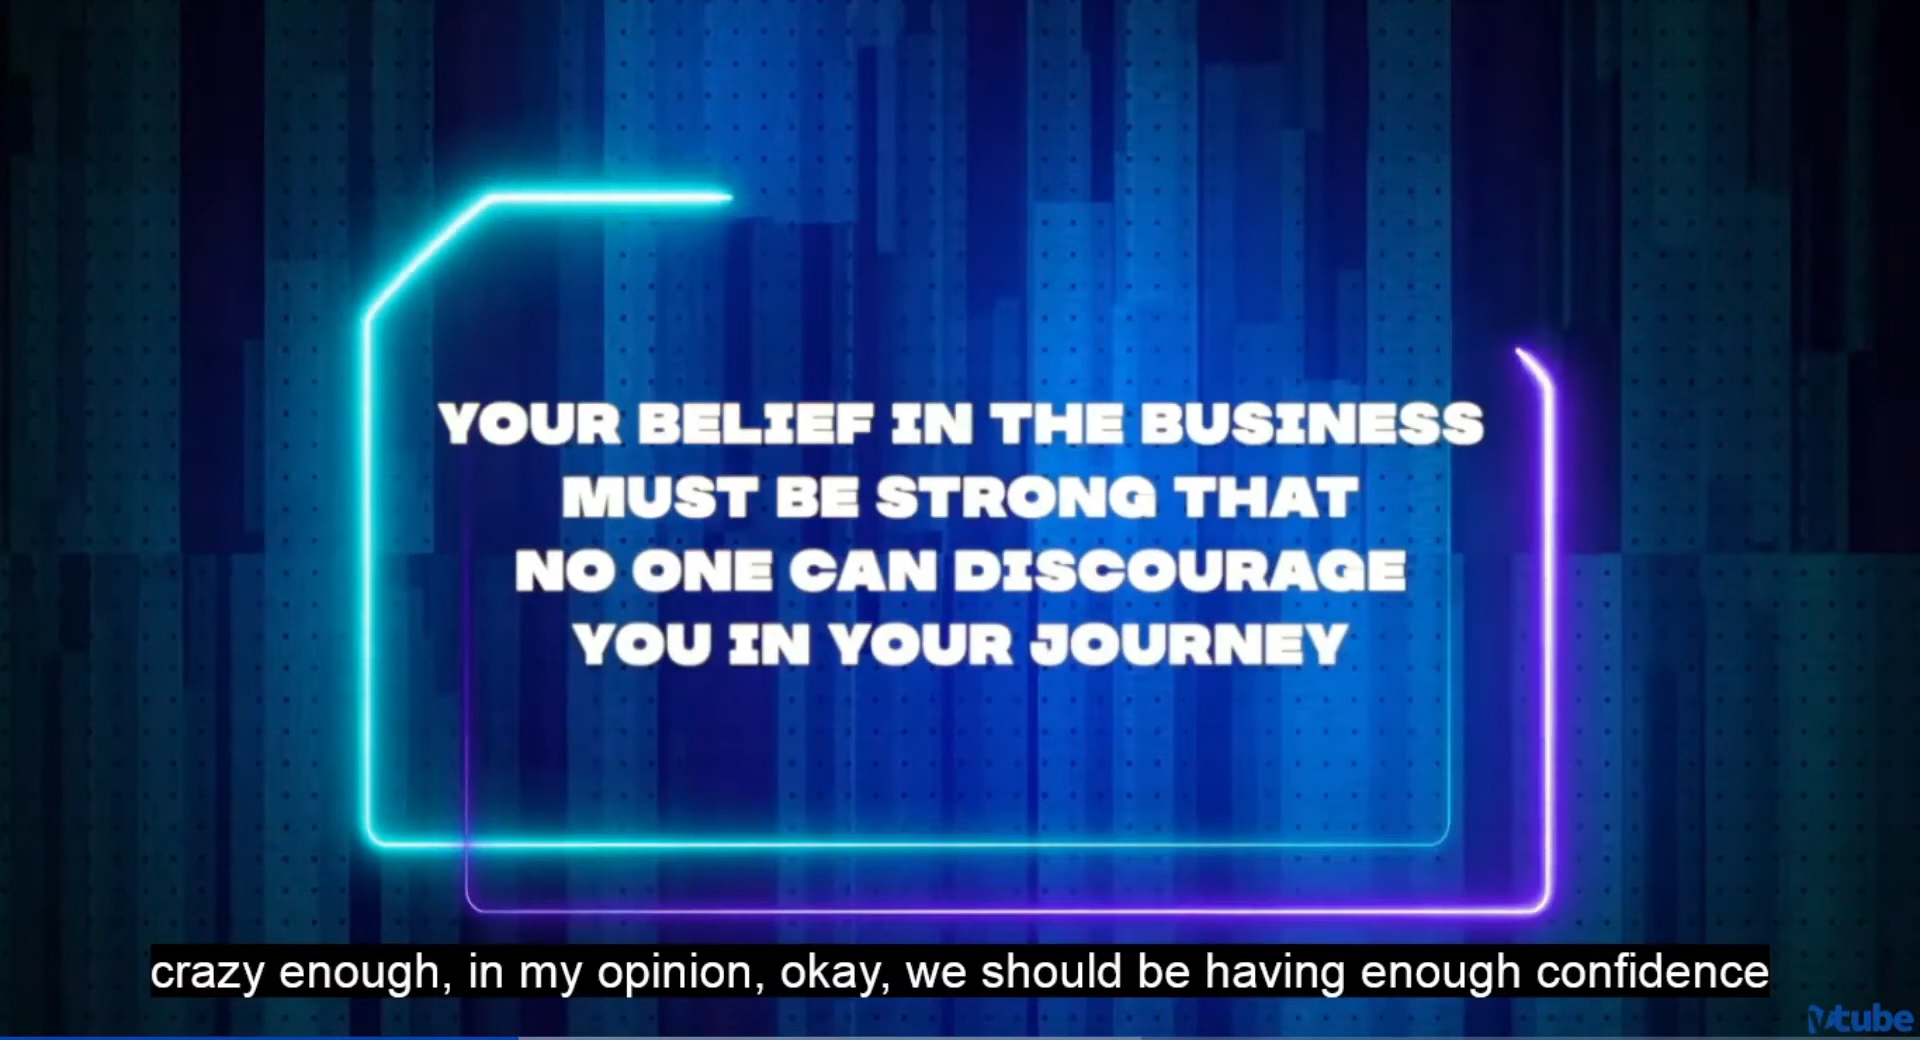 YOUR BELIEF IN THE BUSINESS
MUST BE STRONG THAT
NO ONE CAN DISCOURAGE
YOU IN YOUR JOURNEY
crazy enough, in my opinion, okay, we should be having enough confidence
Vtube